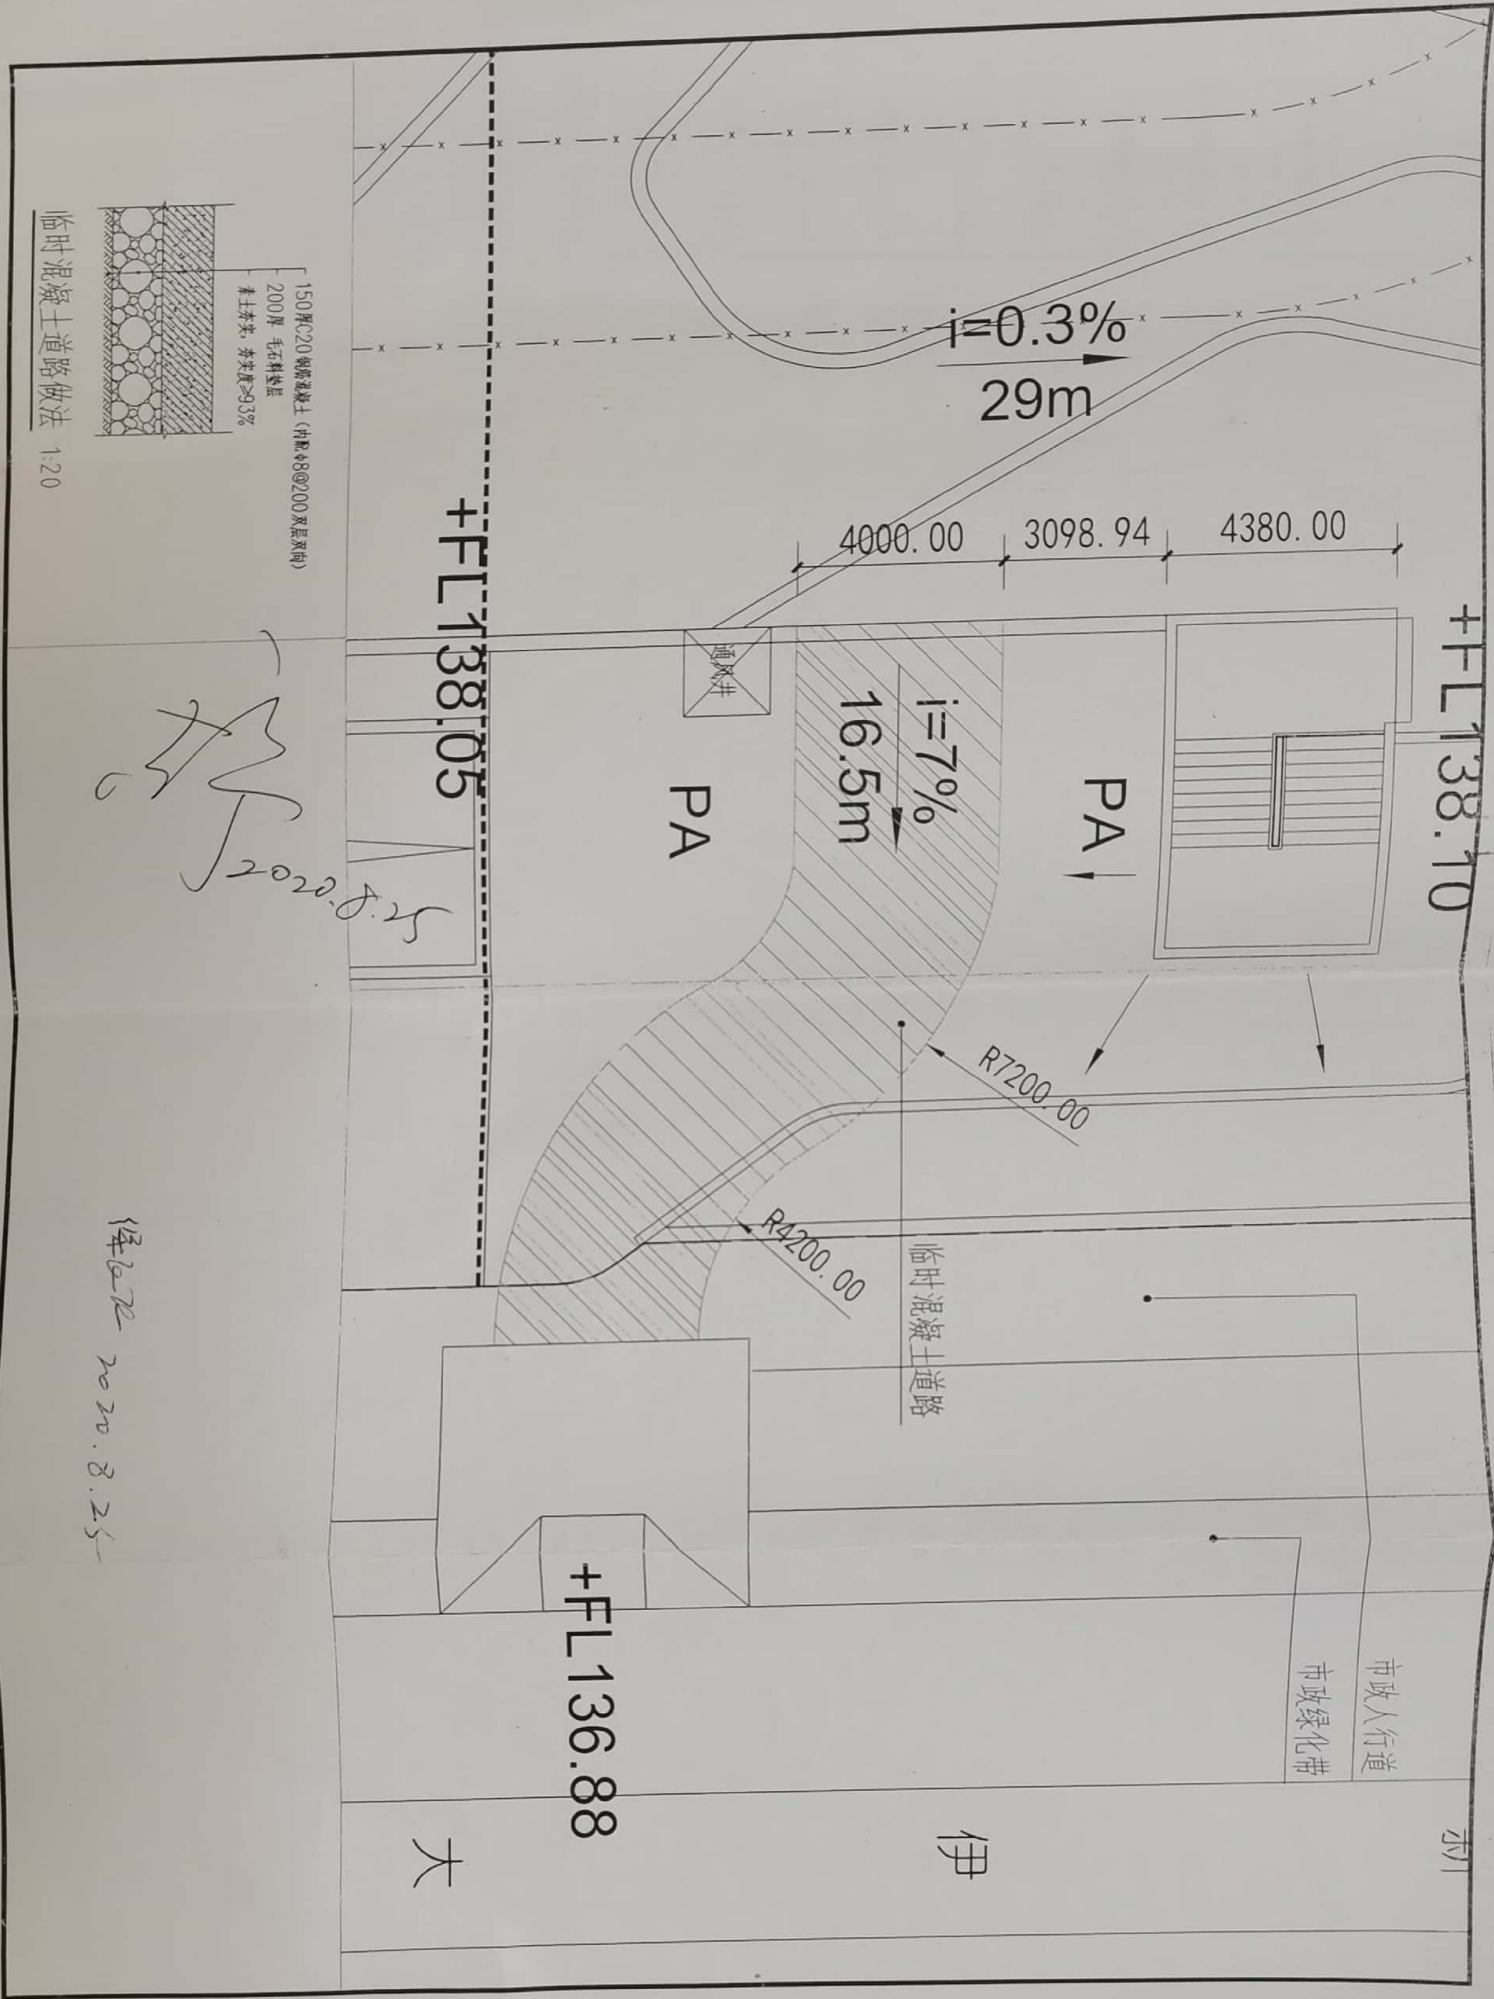 i=0.3%
29m
4000.00
3098.94
4380.00
+FL138.10
+FL138.05
通风井
i=7%
16.5m
PA
PA
R7200.00
R4200.00
临时混凝土道路
市政人行道
市政绿化带
+FL136.88
大
伊
150厚C20钢筋混凝土(内配φ8@200双层双向)
200厚 毛石料垫层
素土夯实,夯实度≥93%
临时混凝土道路做法 1:20
2020.8.25
2020.8.25